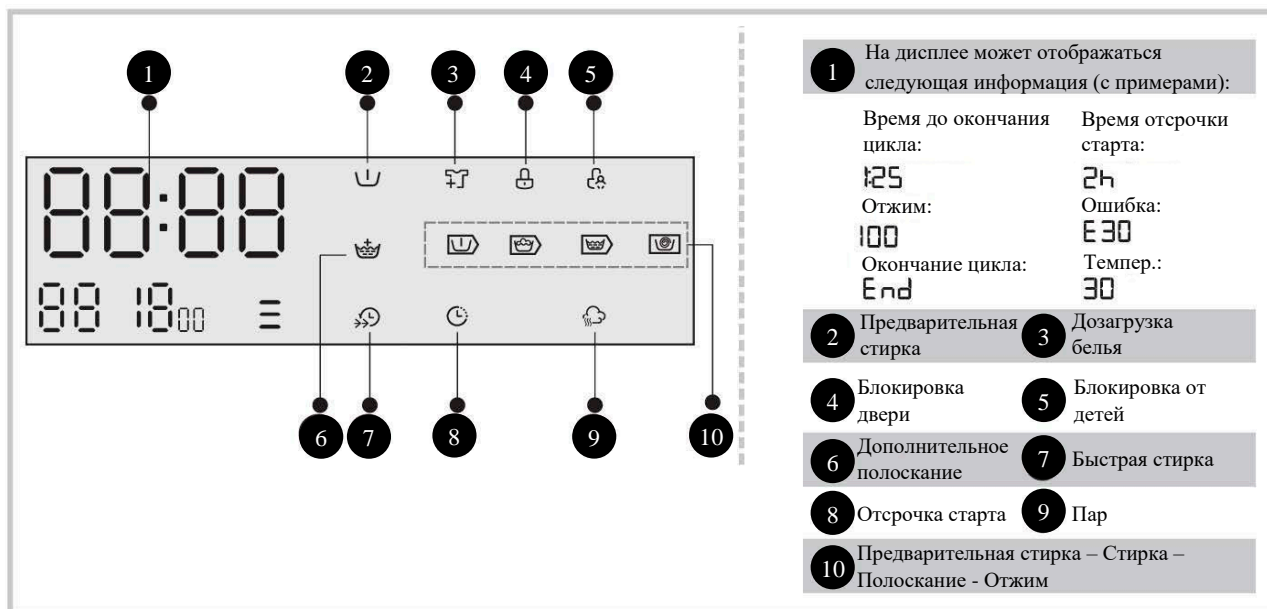 1 2 3 4 5
88:88
88 18 00
6 7 8 9 10
1 На дисплее может отображаться
следующая информация (с примерами):
Время до окончания
цикла:
1:25
Время отсрочки
старта:
2h
Отжим:
100
Ошибка:
E30
Окончание цикла:
End
Темпер.:
30
2 Предварительная
стирка
3 Дозагрузка
белья
4 Блокировка
двери
5 Блокировка от
детей
6 Дополнительное
полоскание
7 Быстрая стирка
8 Отсрочка старта
9 Пар
10 Предварительная стирка – Стирка –
Полоскание - Отжим